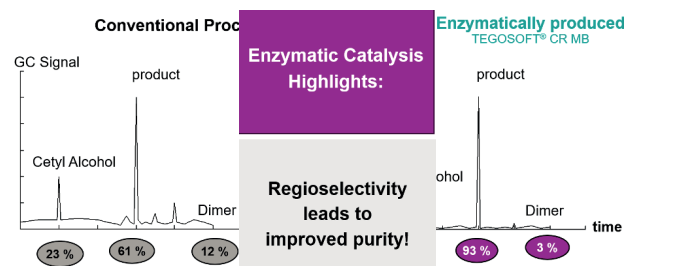 Conventional Proc
Enzymatically produced
TEGOSOFT® CR MB
Enzymatic Catalysis
Highlights:
GC Signal
product
product
Cetyl Alcohol
ohol
Regioselectivity
leads to
improved purity!
Dimer
Dimer
time
23 %
61 %
12 %
93 %
3 %